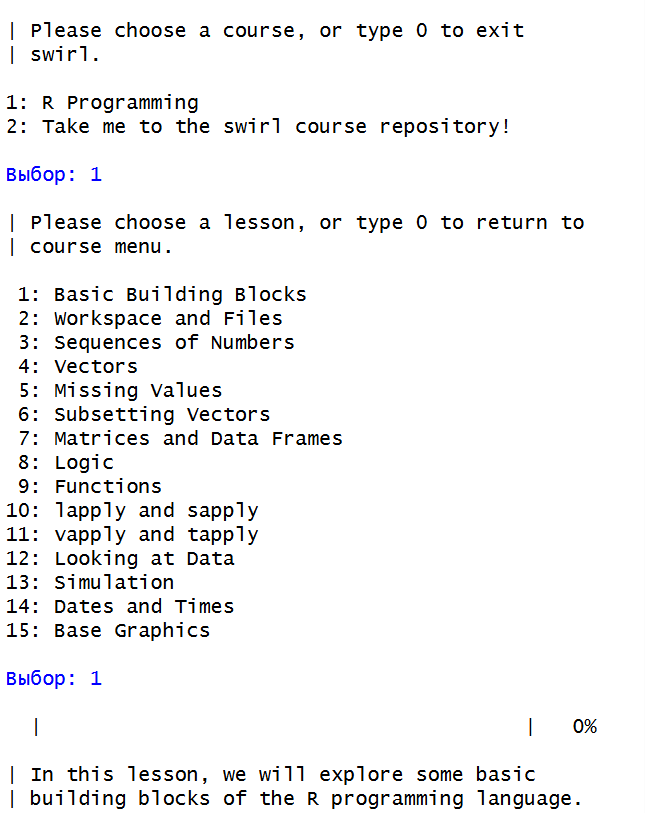 | Please choose a course, or type 0 to exit
| swirl.
1: R Programming
2: Take me to the swirl course repository!
Выбор: 1
| Please choose a lesson, or type 0 to return to
| course menu.
1: Basic Building Blocks
2: Workspace and Files
3: Sequences of Numbers
4: Vectors
5: Missing Values
6: Subsetting Vectors
7: Matrices and Data Frames
8: Logic
9: Functions
10: lapply and sapply
11: vapply and tapply
12: Looking at Data
13: Simulation
14: Dates and Times
15: Base Graphics
Выбор: 1
| | 0%
| In this lesson, we will explore some basic
| building blocks of the R programming language.